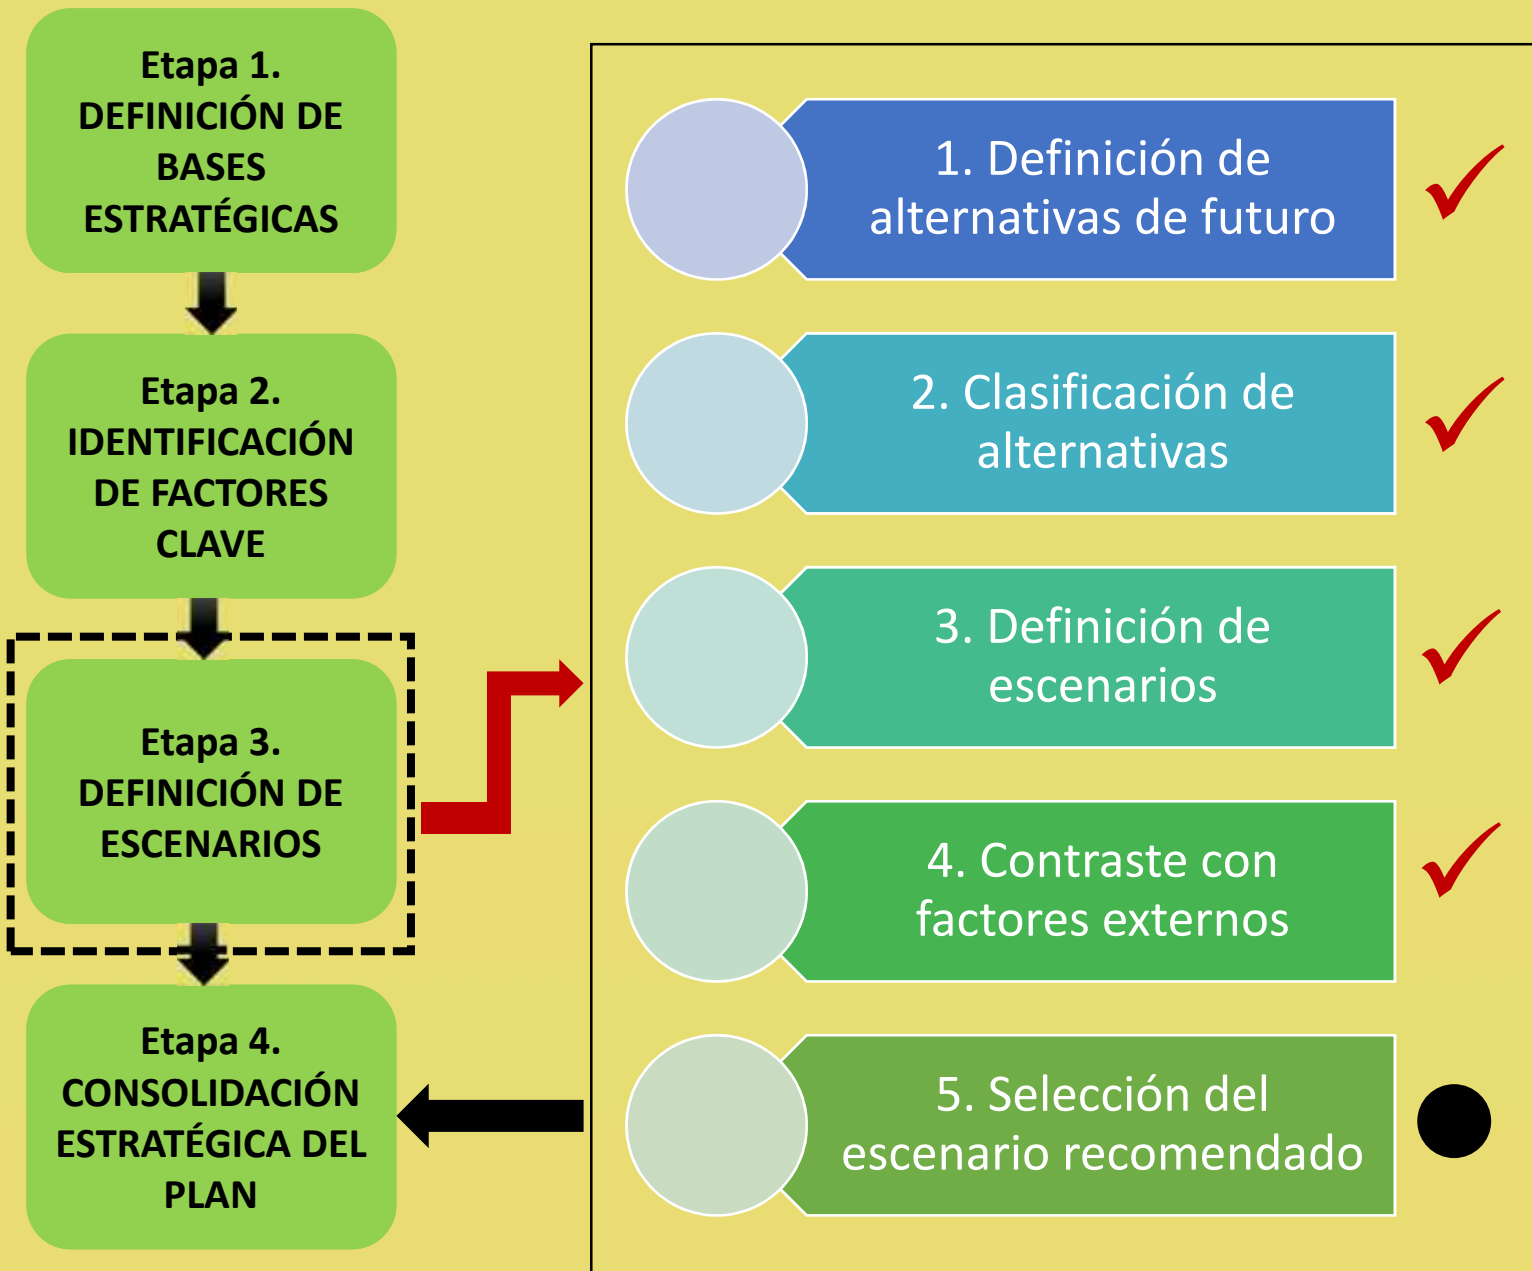 Etapa 1.
DEFINICIÓN DE
BASES
ESTRATÉGICAS
Etapa 2.
IDENTIFICACIÓN
DE FACTORES
CLAVE
Etapa 3.
DEFINICIÓN DE
ESCENARIOS
Etapa 4.
CONSOLIDACIÓN
ESTRATÉGICA DEL
PLAN
1. Definición de
alternativas de futuro
2. Clasificación de
alternativas
3. Definición de
escenarios
4. Contraste con
factores externos
5. Selección del
escenario recomendado